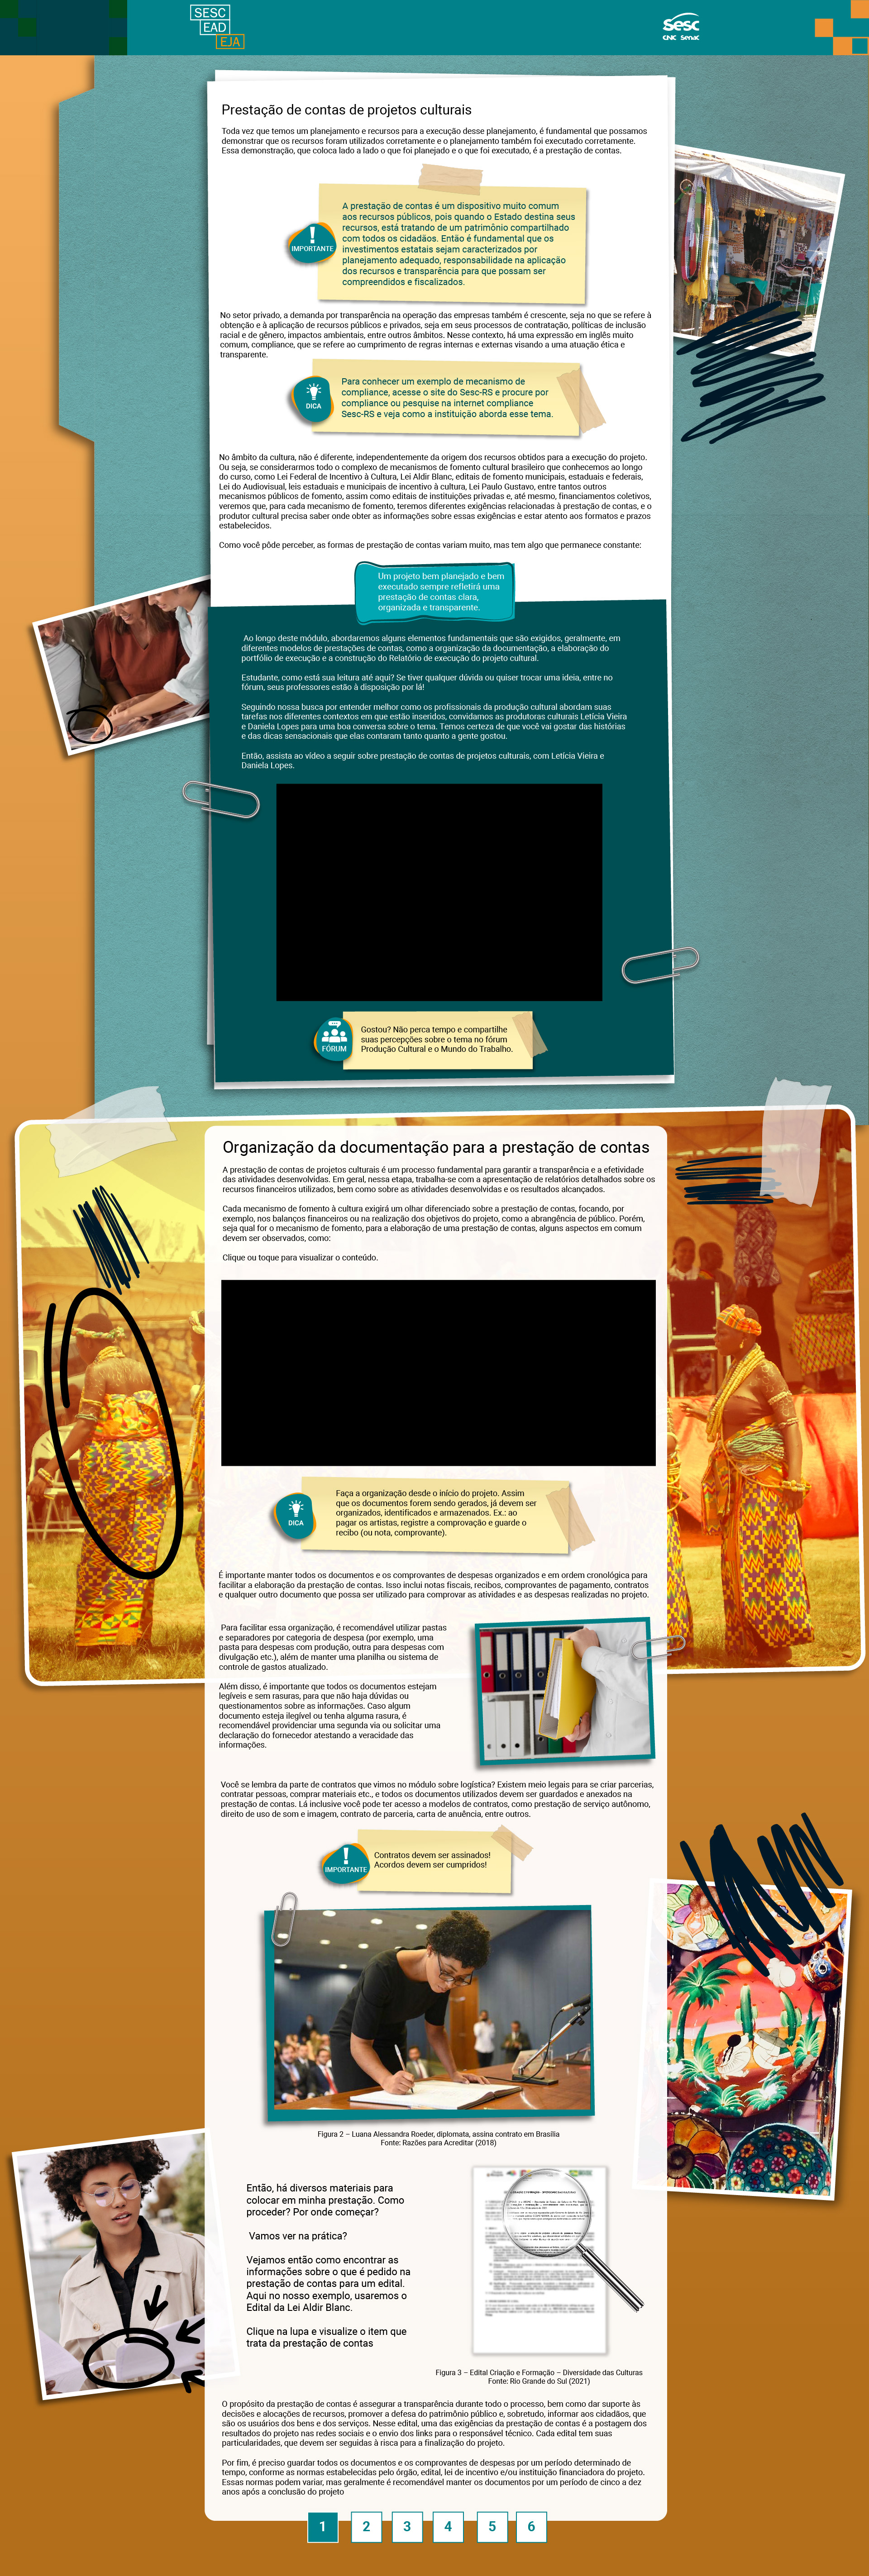 SESC
EAD
EJA
Sesc
CNC Senac
Prestação de contas de projetos culturais
Toda vez que temos um planejamento e recursos para a execução desse planejamento, é fundamental que possamos
demonstrar que os recursos foram utilizados corretamente e o planejamento também foi executado corretamente.
Essa demonstração, que coloca lado a lado o que foi planejado e o que foi executado, é a prestação de contas.
IMPORTANTE
A prestação de contas é um dispositivo muito comum
aos recursos públicos, pois quando o Estado destina seus
recursos, está tratando de um patrimônio compartilhado
com todos os cidadãos. Então é fundamental que os
investimentos estatais sejam caracterizados por
planejamento adequado, responsabilidade na aplicação
dos recursos e transparência para que possam ser
compreendidos e fiscalizados.
No setor privado, a demanda por transparência na operação das empresas também é crescente, seja no que se refere à
obtenção e à aplicação de recursos públicos e privados, seja em seus processos de contratação, políticas de inclusão
racial e de gênero, impactos ambientais, entre outros âmbitos. Nesse contexto, há uma expressão em inglês muito
comum, compliance, que se refere ao cumprimento de regras internas e externas visando a uma atuação ética e
transparente.
DICA
Para conhecer um exemplo de mecanismo de
compliance, acesse o site do Sesc-RS e procure por
compliance ou pesquise na internet compliance
Sesc-RS e veja como a instituição aborda esse tema.
No âmbito da cultura, não é diferente, independentemente da origem dos recursos obtidos para a execução do projeto.
Ou seja, se considerarmos todo o complexo de mecanismos de fomento cultural brasileiro que conhecemos ao longo
do curso, como Lei Federal de Incentivo à Cultura, Lei Aldir Blanc, editais de fomento municipais, estaduais e federais,
Lei do Audiovisual, leis estaduais e municipais de incentivo à cultura, Lei Paulo Gustavo, entre tantos outros
mecanismos públicos de fomento, assim como editais de instituições privadas e, até mesmo, financiamentos coletivos,
veremos que, para cada mecanismo de fomento, teremos diferentes exigências relacionadas à prestação de contas, e o
produtor cultural precisa saber onde obter as informações sobre essas exigências e estar atento aos formatos e prazos
estabelecidos.
Como você pôde perceber, as formas de prestação de contas variam muito, mas tem algo que permanece constante:
Um projeto bem planejado e bem
executado sempre refletirá uma
prestação de contas clara,
organizada e transparente.
Ao longo deste módulo, abordaremos alguns elementos fundamentais que são exigidos, geralmente, em
diferentes modelos de prestações de contas, como a organização da documentação, a elaboração do
portfólio de execução e a construção do Relatório de execução do projeto cultural.
Estudante, como está sua leitura até aqui? Se tiver qualquer dúvida ou quiser trocar uma ideia, entre no
fórum, seus professores estão à disposição por lá!
Seguindo nossa busca por entender melhor como os profissionais da produção cultural abordam suas
tarefas nos diferentes contextos em que estão inseridos, convidamos as produtoras culturais Letícia Vieira
e Daniela Lopes para uma boa conversa sobre o tema. Temos certeza de que você vai gostar das histórias
e das dicas sensacionais que elas contaram tanto quanto a gente gostou.
Então, assista ao vídeo a seguir sobre prestação de contas de projetos culturais, com Letícia Vieira e
Daniela Lopes.
FÓRUM
Gostou? Não perca tempo e compartilhe
suas percepções sobre o tema no fórum
Produção Cultural e o Mundo do Trabalho.
Organização da documentação para a prestação de contas
A prestação de contas de projetos culturais é um processo fundamental para garantir a transparência e a efetividade
das atividades desenvolvidas. Em geral, nessa etapa, trabalha-se com a apresentação de relatórios detalhados sobre os
recursos financeiros utilizados, bem como sobre as atividades desenvolvidas e os resultados alcançados.
Cada mecanismo de fomento à cultura exigirá um olhar diferenciado sobre a prestação de contas, focando, por
exemplo, nos balanços financeiros ou na realização dos objetivos do projeto, como a abrangência de público. Porém,
seja qual for o mecanismo de fomento, para a elaboração de uma prestação de contas, alguns aspectos em comum
devem ser observados, como:
Clique ou toque para visualizar o conteúdo.
DICA
Faça a organização desde o início do projeto. Assim
que os documentos forem sendo gerados, já devem ser
organizados, identificados e armazenados. Ex.: ao
pagar os artistas, registre a comprovação e guarde o
recibo (ou nota, comprovante).
É importante manter todos os documentos e os comprovantes de despesas organizados e em ordem cronológica para
facilitar a elaboração da prestação de contas. Isso inclui notas fiscais, recibos, comprovantes de pagamento, contratos
e qualquer outro documento que possa ser utilizado para comprovar as atividades e as despesas realizadas no projeto.
Para facilitar essa organização, é recomendável utilizar pastas
e separadores por categoria de despesa (por exemplo, uma
pasta para despesas com produção, outra para despesas com
divulgação etc.), além de manter uma planilha ou sistema de
controle de gastos atualizado.
Além disso, é importante que todos os documentos estejam
legíveis e sem rasuras, para que não haja dúvidas ou
questionamentos sobre as informações. Caso algum
documento esteja ilegível ou tenha alguma rasura, é
recomendável providenciar uma segunda via ou solicitar uma
declaração do fornecedor atestando a veracidade das
informações.
Você se lembra da parte de contratos que vimos no módulo sobre logística? Existem meio legais para se criar parcerias,
contratar pessoas, comprar materiais etc., e todos os documentos utilizados devem ser guardados e anexados na
prestação de contas. Lá inclusive você pode ter acesso a modelos de contratos, como prestação de serviço autônomo,
direito de uso de som e imagem, contrato de parceria, carta de anuência, entre outros.
IMPORTANTE
Contratos devem ser assinados!
Acordos devem ser cumpridos!
Figura 2 – Luana Alessandra Roeder, diplomata, assina contrato em Brasília
Fonte: Razões para Acreditar (2018)
Então, há diversos materiais para
colocar em minha prestação. Como
proceder? Por onde começar?
Vamos ver na prática?
Vejamos então como encontrar as
informações sobre o que é pedido na
prestação de contas para um edital.
Aqui no nosso exemplo, usaremos o
Edital da Lei Aldir Blanc.
Clique na lupa e visualize o item que
trata da prestação de contas
Figura 3 – Edital Criação e Formação – Diversidade das Culturas
Fonte: Rio Grande do Sul (2021)
O propósito da prestação de contas é assegurar a transparência durante todo o processo, bem como dar suporte às
decisões e alocações de recursos, promover a defesa do patrimônio público e, sobretudo, informar aos cidadãos, que
são os usuários dos bens e dos serviços. Nesse edital, uma das exigências da prestação de contas é a postagem dos
resultados do projeto nas redes sociais e o envio dos links para o responsável técnico. Cada edital tem suas
particularidades, que devem ser seguidas à risca para a finalização do projeto.
Por fim, é preciso guardar todos os documentos e os comprovantes de despesas por um período determinado de
tempo, conforme as normas estabelecidas pelo órgão, edital, lei de incentivo e/ou instituição financiadora do projeto.
Essas normas podem variar, mas geralmente é recomendável manter os documentos por um período de cinco a dez
anos após a conclusão do projeto
1 2 3 4 5 6